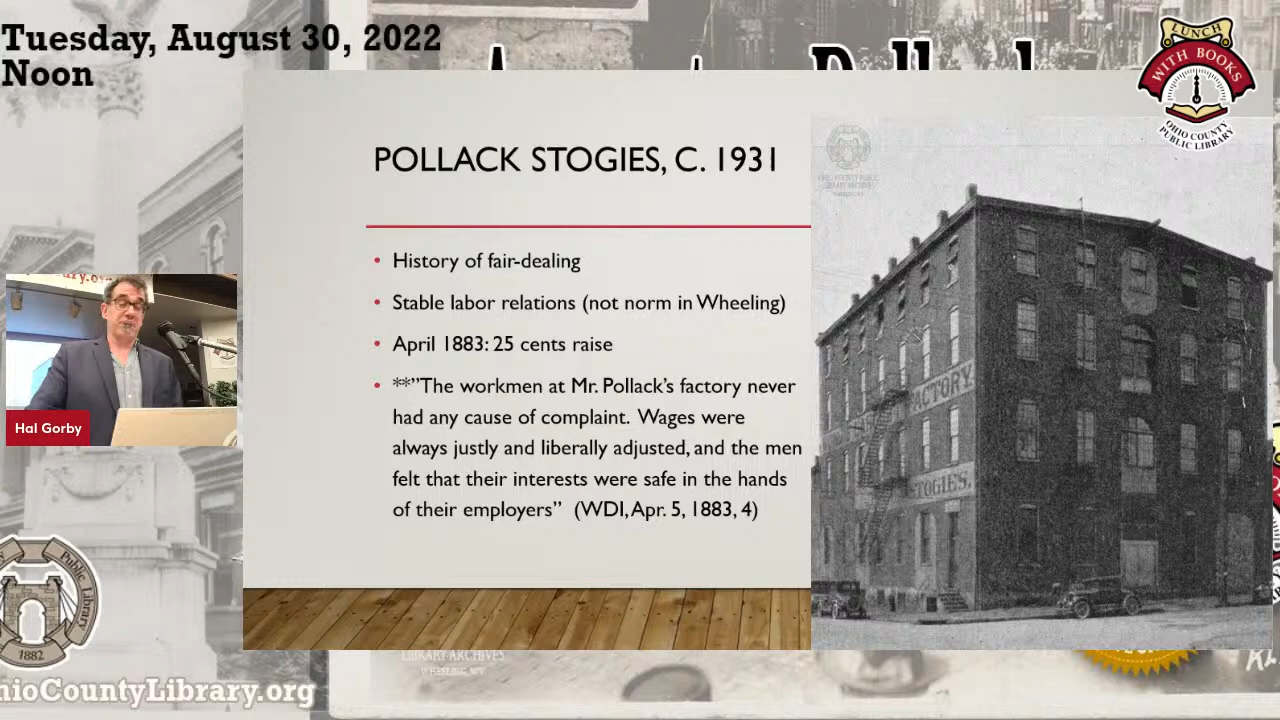 Tuesday, August 30, 2022
Noon
LUNCH
WITH BOOKS
OHIO COUNTY
PUBLIC LIBRARY
POLLACK STOGIES, C. 1931
• History of fair-dealing
• Stable labor relations (not norm in Wheeling)
• April 1883: 25 cents raise
• **"The workmen at Mr. Pollack's factory never
had any cause of complaint. Wages were
always justly and liberally adjusted, and the men
felt that their interests were safe in the hands
of their employers" (WDI, Apr. 5, 1883, 4)
FACTORY
STOGIES.
Hal Gorby
Public Library
1882
hioCountyLibrary.org
LIBRARY ARCHIVES
WHEELING, WV